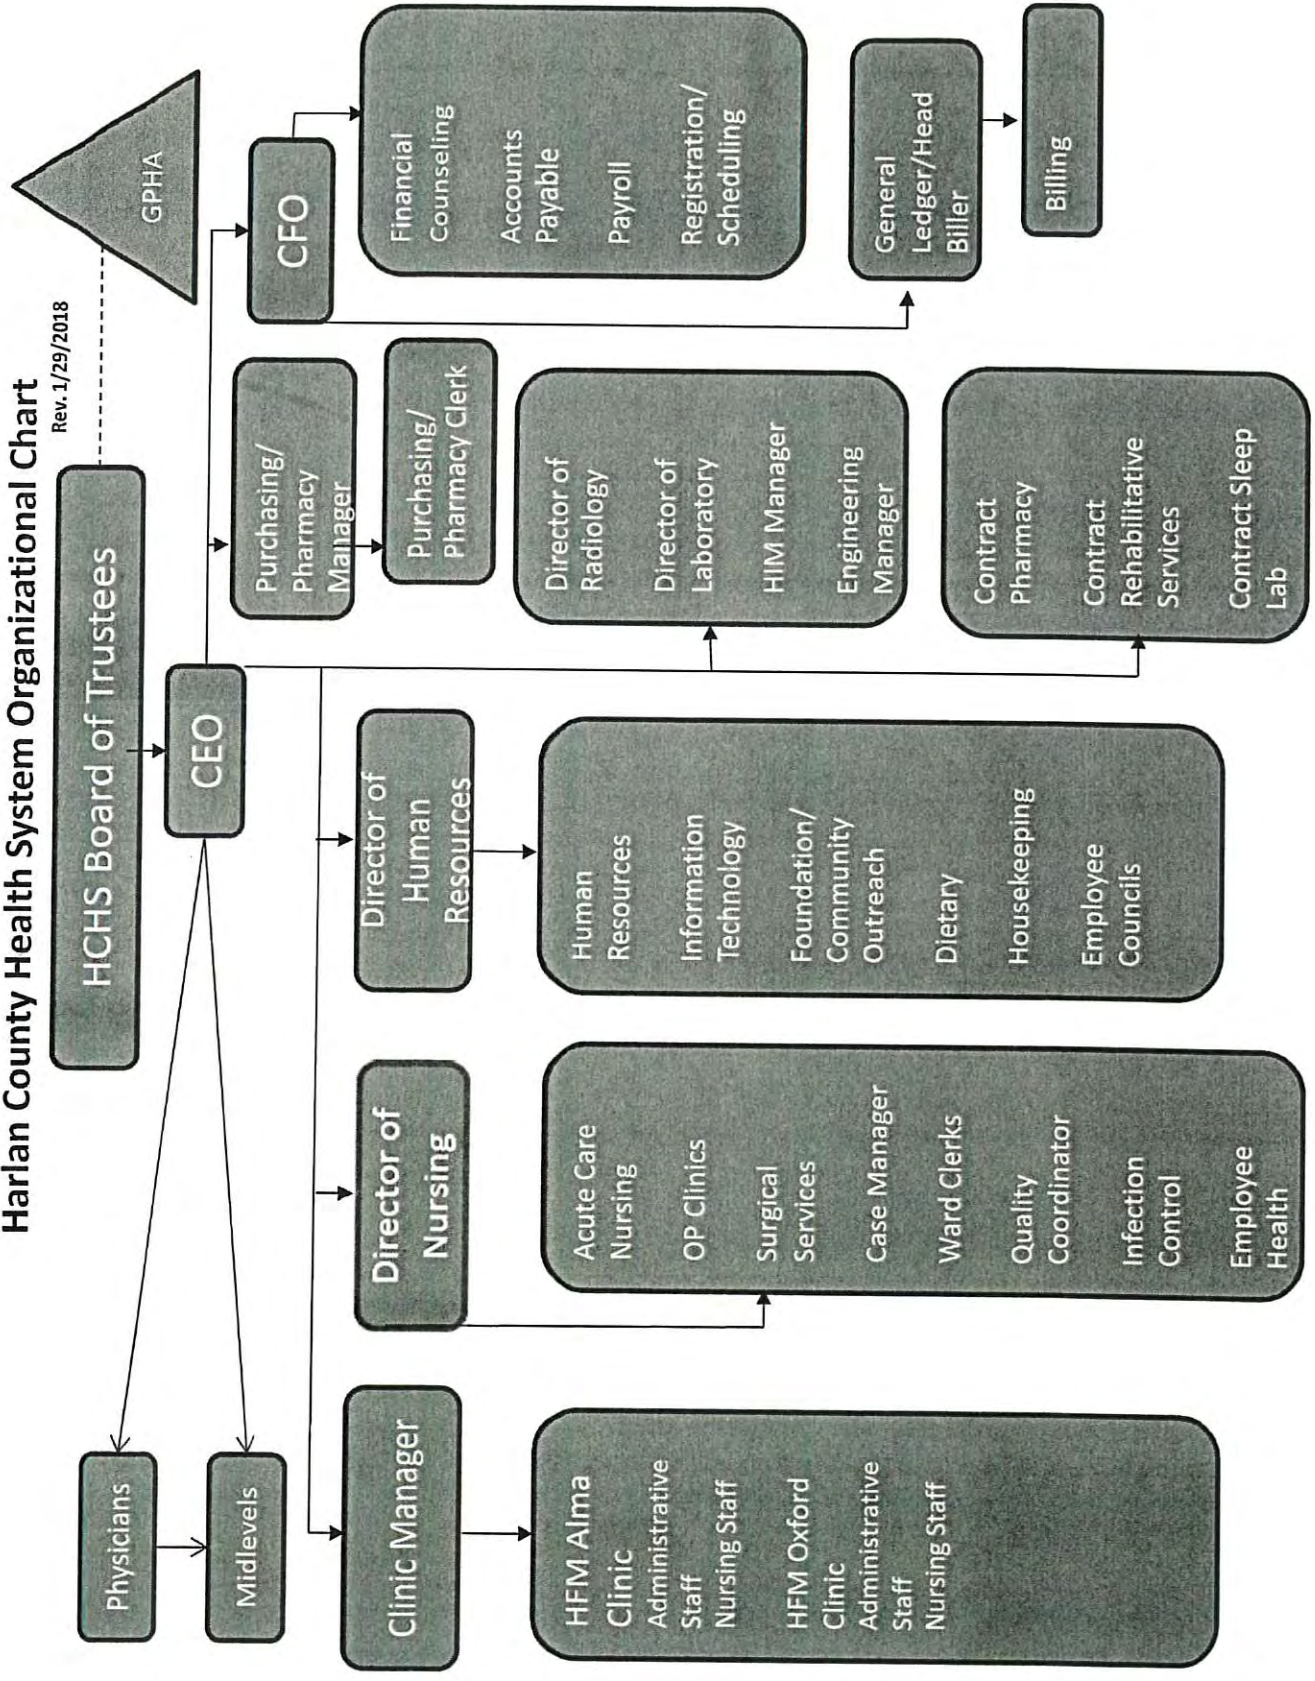 Harlan County Health System Organizational Chart
Rev. 1/29/2018
HCHS Board of Trustees
GPHA
CEO
Physicians
Midlevels
Clinic Manager
HFM Alma
Clinic
Administrative
Staff
Nursing Staff
HFM Oxford
Clinic
Administrative
Staff
Nursing Staff
Director of
Nursing
Acute Care
Nursing
OP Clinics
Surgical
Services
Case Manager
Ward Clerks
Quality
Coordinator
Infection
Control
Employee
Health
Director of
Human
Resources
Human
Resources
Information
Technology
Foundation/
Community
Outreach
Dietary
Housekeeping
Employee
Councils
Purchasing/
Pharmacy
Manager
Purchasing/
Pharmacy Clerk
Director of
Radiology
Director of
Laboratory
HIM Manager
Engineering
Manager
Contract
Pharmacy
Contract
Rehabilitative
Services
Contract Sleep
Lab
CFO
Financial
Counseling
Accounts
Payable
Payroll
Registration/
Scheduling
General
Ledger/Head
Biller
Billing